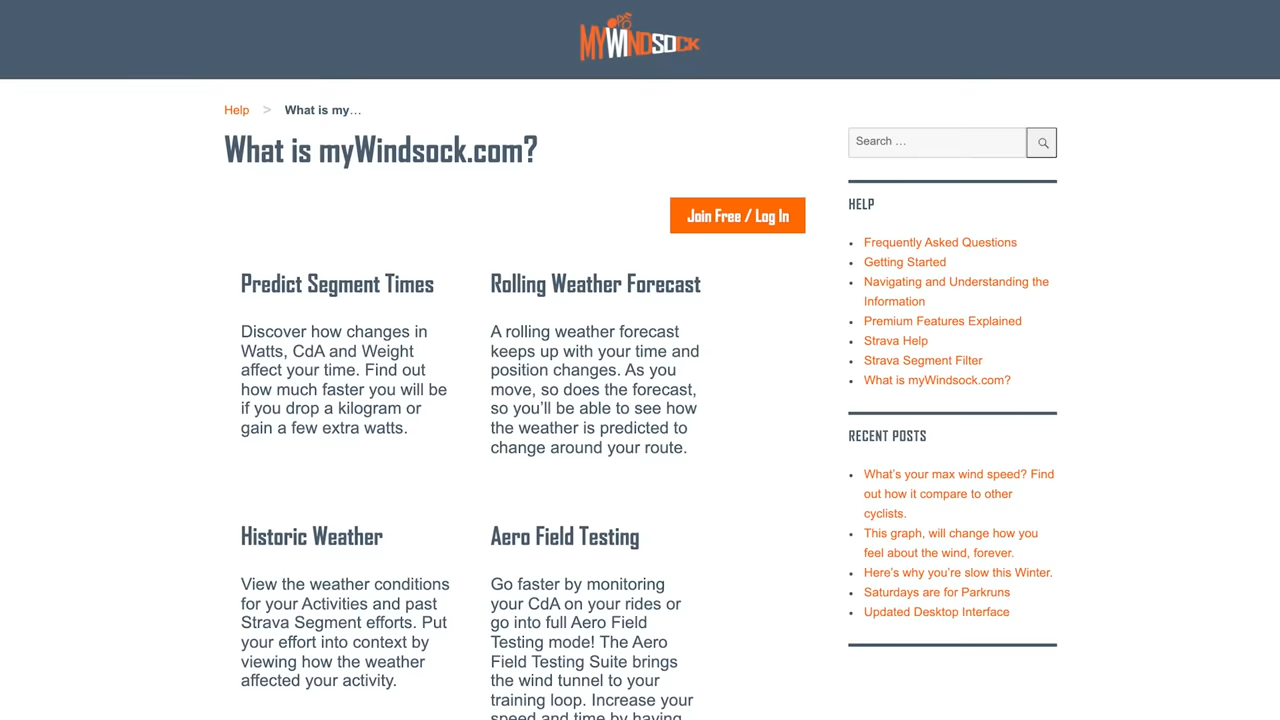 MYWINDSOCK
Help > What is my…
What is myWindsock.com?
Join Free / Log In
Predict Segment Times
Discover how changes in
Watts, CdA and Weight
affect your time. Find out
how much faster you will be
if you drop a kilogram or
gain a few extra watts.
Rolling Weather Forecast
A rolling weather forecast
keeps up with your time and
position changes. As you
move, so does the forecast,
so you’ll be able to see how
the weather is predicted to
change around your route.
Historic Weather
View the weather conditions
for your Activities and past
Strava Segment efforts. Put
your effort into context by
viewing how the weather
affected your activity.
Aero Field Testing
Go faster by monitoring
your CdA on your rides or
go into full Aero Field
Testing mode! The Aero
Field Testing Suite brings
the wind tunnel to your
training loop. Increase your
speed and time by having
Search …
HELP
Frequently Asked Questions
Getting Started
Navigating and Understanding the
Information
Premium Features Explained
Strava Help
Strava Segment Filter
What is myWindsock.com?
RECENT POSTS
What’s your max wind speed? Find
out how it compare to other
cyclists.
This graph, will change how you
feel about the wind, forever.
Here’s why you’re slow this Winter.
Saturdays are for Parkruns
Updated Desktop Interface